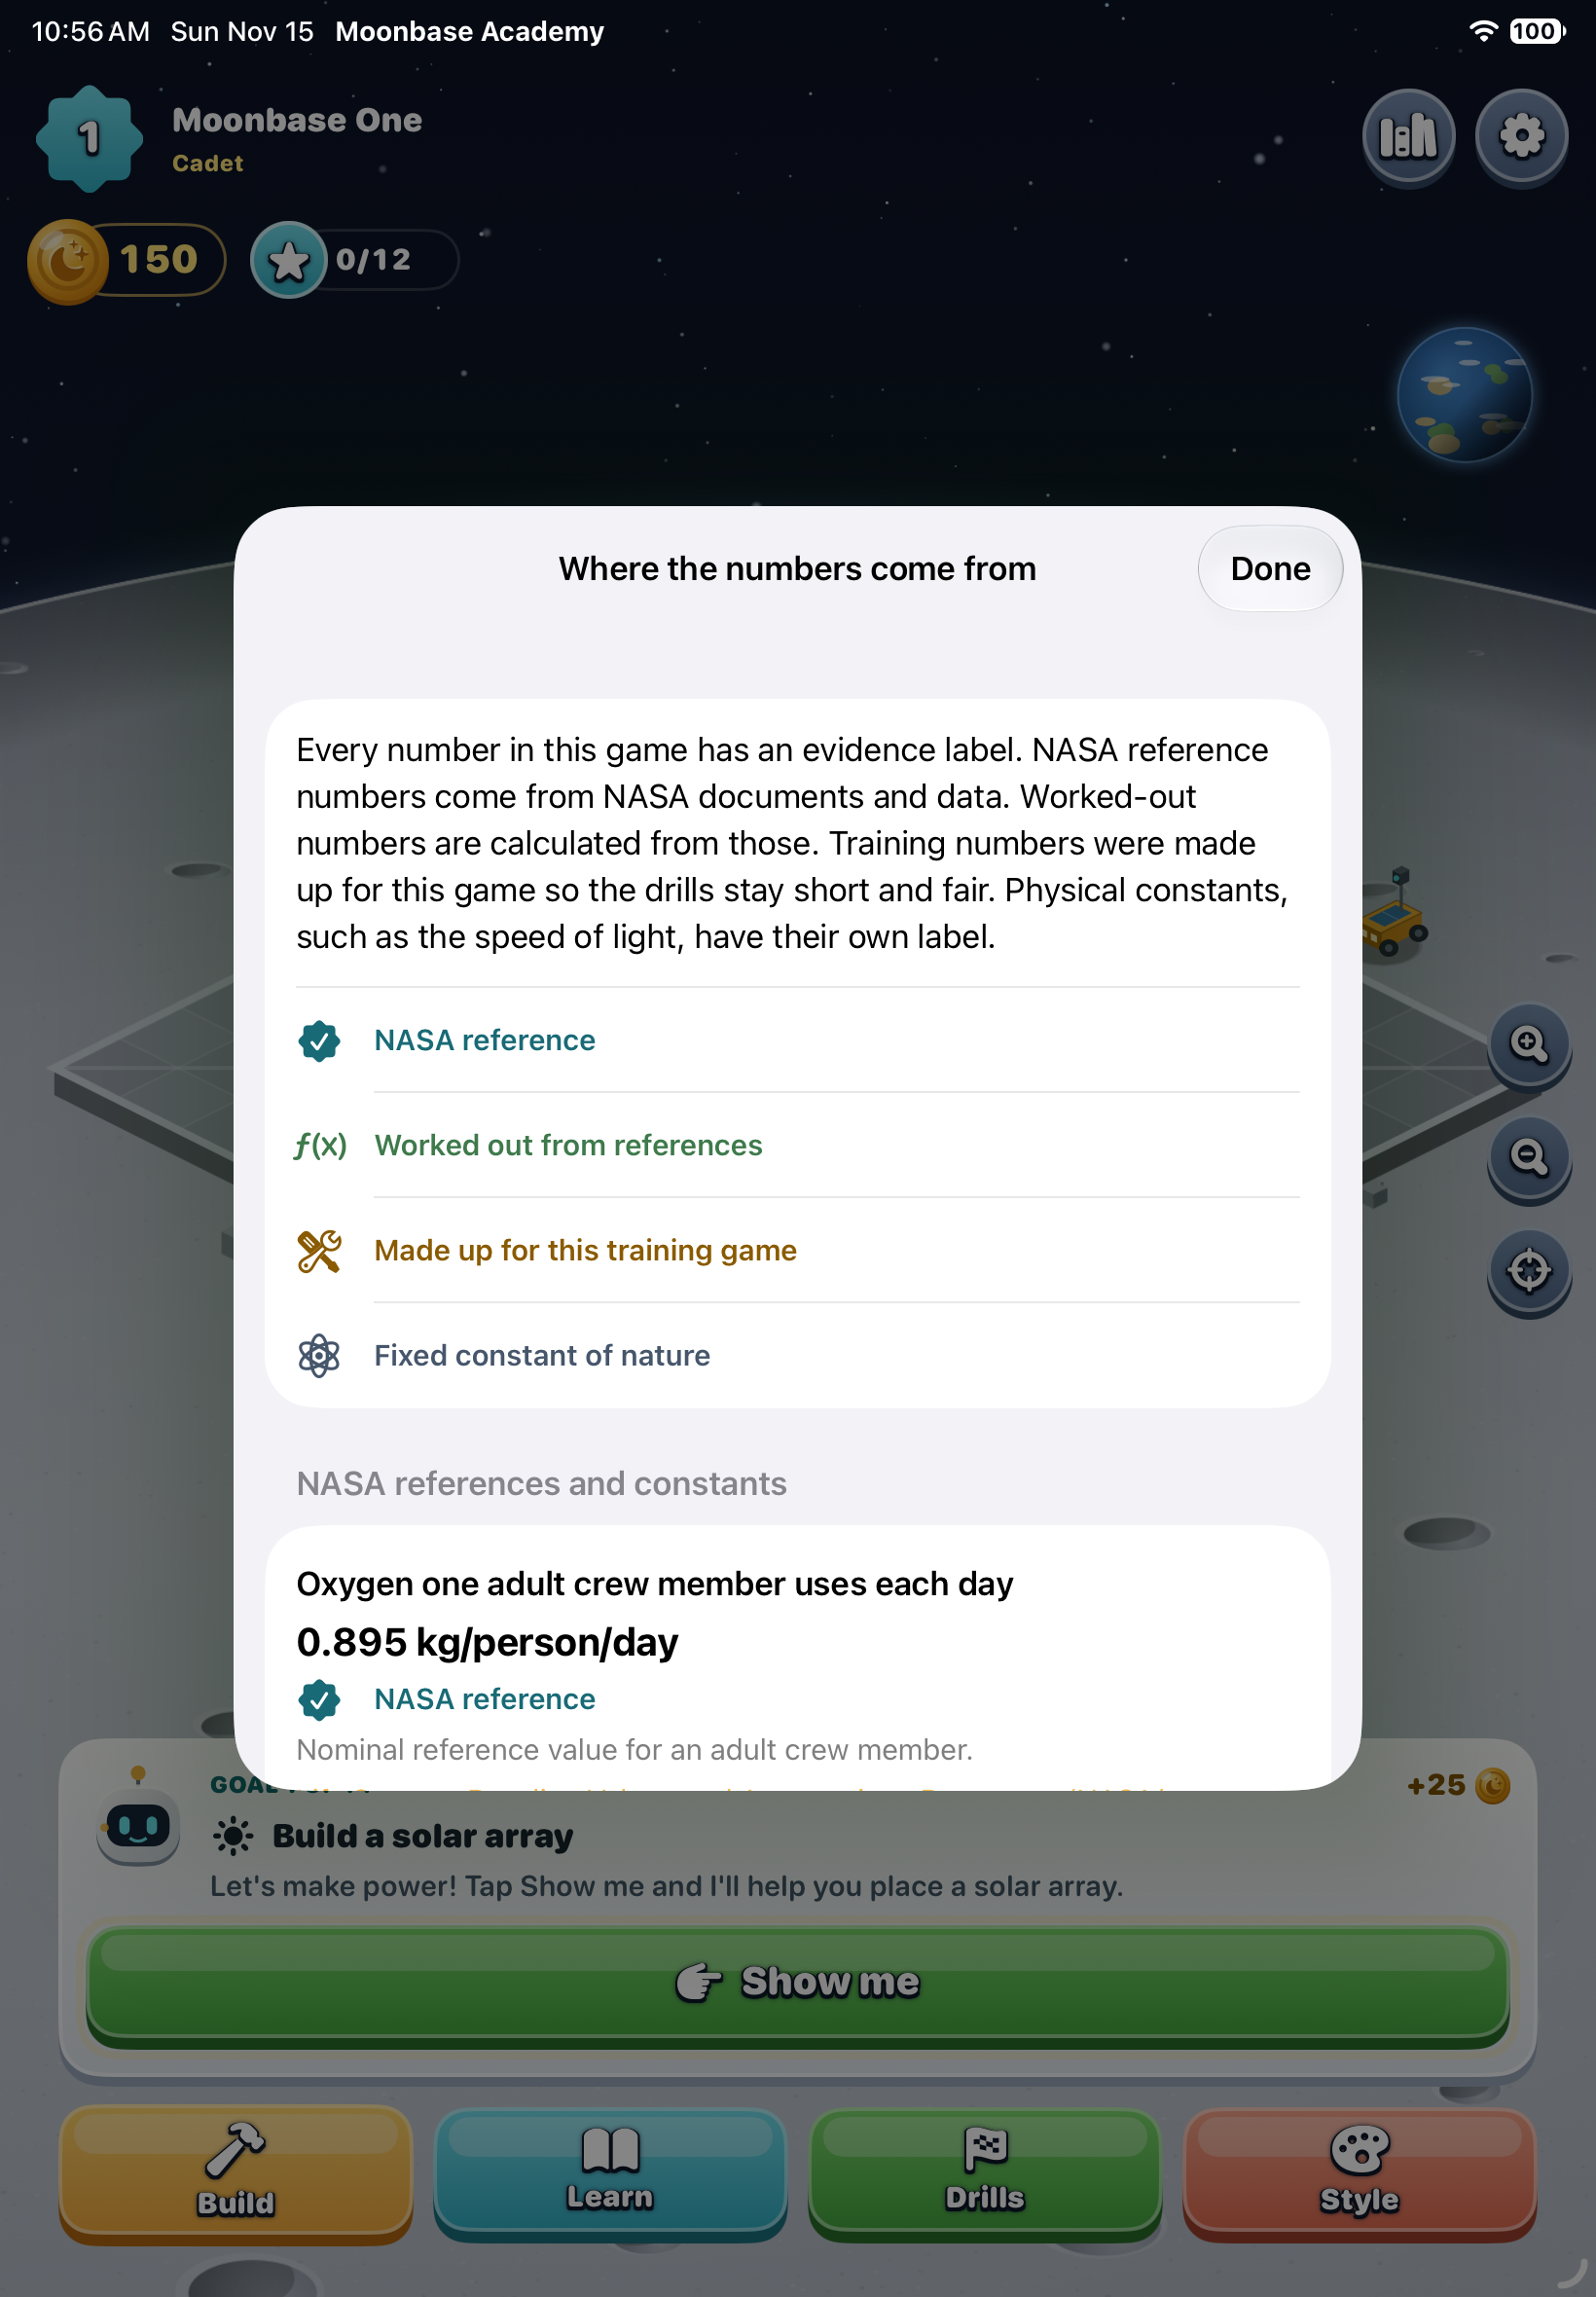 10:56 AM Sun Nov 15 Moonbase Academy
100
1
Moonbase One
Cadet
150
0/12
Where the numbers come from
Done
Every number in this game has an evidence label. NASA reference
numbers come from NASA documents and data. Worked-out
numbers are calculated from those. Training numbers were made
up for this game so the drills stay short and fair. Physical constants,
such as the speed of light, have their own label.
NASA reference
f(x) Worked out from references
Made up for this training game
Fixed constant of nature
NASA references and constants
Oxygen one adult crew member uses each day
0.895 kg/person/day
NASA reference
Nominal reference value for an adult crew member.
+25
Build a solar array
Let's make power! Tap Show me and I'll help you place a solar array.
Show me
Build
Learn
Drills
Style